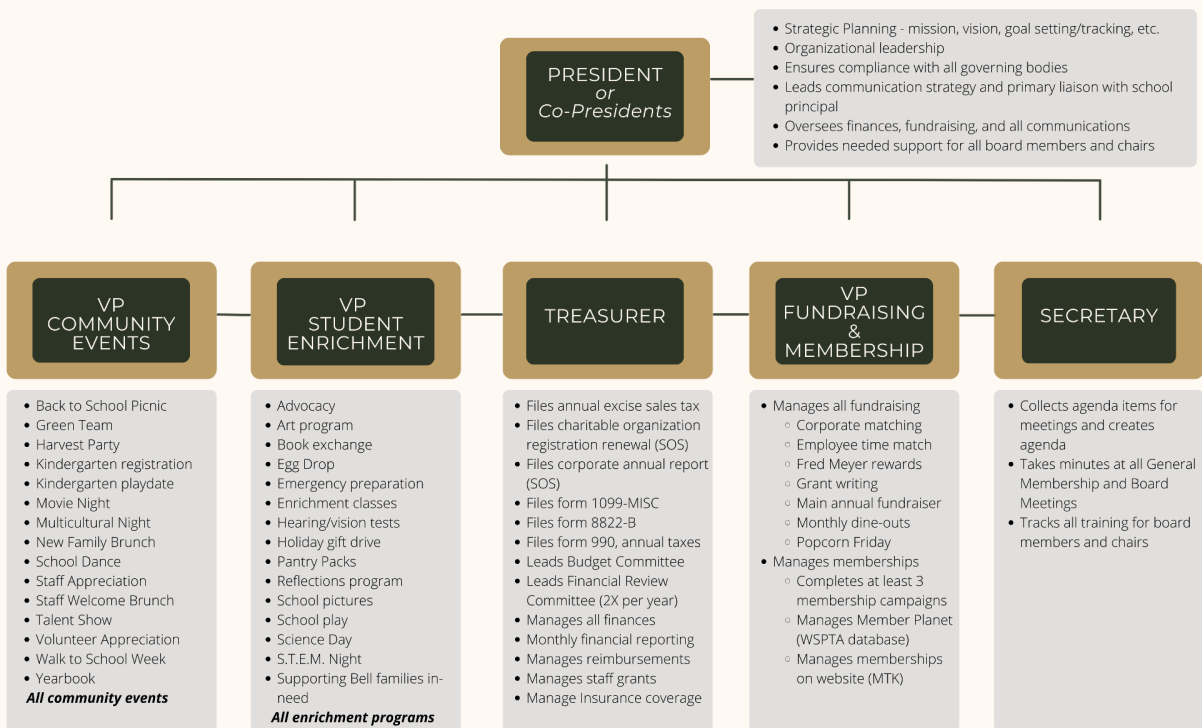 PRESIDENT
or
Co-Presidents
• Strategic Planning - mission, vision, goal setting/tracking, etc.
• Organizational leadership
• Ensures compliance with all governing bodies
• Leads communication strategy and primary liaison with school
principal
• Oversees finances, fundraising, and all communications
• Provides needed support for all board members and chairs
VP
COMMUNITY
EVENTS
• Back to School Picnic
• Green Team
• Harvest Party
• Kindergarten registration
• Kindergarten playdate
• Movie Night
• Multicultural Night
• New Family Brunch
• School Dance
• Staff Appreciation
• Staff Welcome Brunch
• Talent Show
• Volunteer Appreciation
• Walk to School Week
• Yearbook
All community events
VP
STUDENT
ENRICHMENT
• Advocacy
• Art program
• Book exchange
• Egg Drop
• Emergency preparation
• Enrichment classes
• Hearing/vision tests
• Holiday gift drive
• Pantry Packs
• Reflections program
• School pictures
• School play
• Science Day
• S.T.E.M. Night
• Supporting Bell families in-
need
All enrichment programs
TREASURER
• Files annual excise sales tax
• Files charitable organization
registration renewal (SOS)
• Files corporate annual report
(SOS)
• Files form 1099-MISC
• Files form 8822-B
• Files form 990, annual taxes
• Leads Budget Committee
• Leads Financial Review
Committee (2X per year)
• Manages all finances
• Monthly financial reporting
• Manages reimbursements
• Manages staff grants
• Manage Insurance coverage
VP
FUNDRAISING
&
MEMBERSHIP
• Manages all fundraising
◦ Corporate matching
◦ Employee time match
◦ Fred Meyer rewards
◦ Grant writing
◦ Main annual fundraiser
◦ Monthly dine-outs
◦ Popcorn Friday
• Manages memberships
◦ Completes at least 3
membership campaigns
◦ Manages Member Planet
(WSPTA database)
◦ Manages memberships
on website (MTK)
SECRETARY
• Collects agenda items for
meetings and creates
agenda
• Takes minutes at all General
Membership and Board
Meetings
• Tracks all training for board
members and chairs